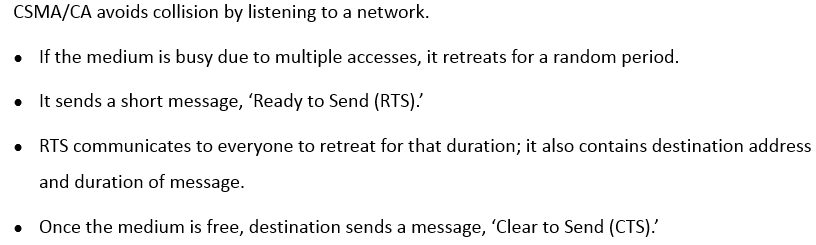 CSMA/CA avoids collision by listening to a network.
• If the medium is busy due to multiple accesses, it retreats for a random period.
• It sends a short message, ‘Ready to Send (RTS).’
• RTS communicates to everyone to retreat for that duration; it also contains destination address
and duration of message.
• Once the medium is free, destination sends a message, ‘Clear to Send (CTS).’